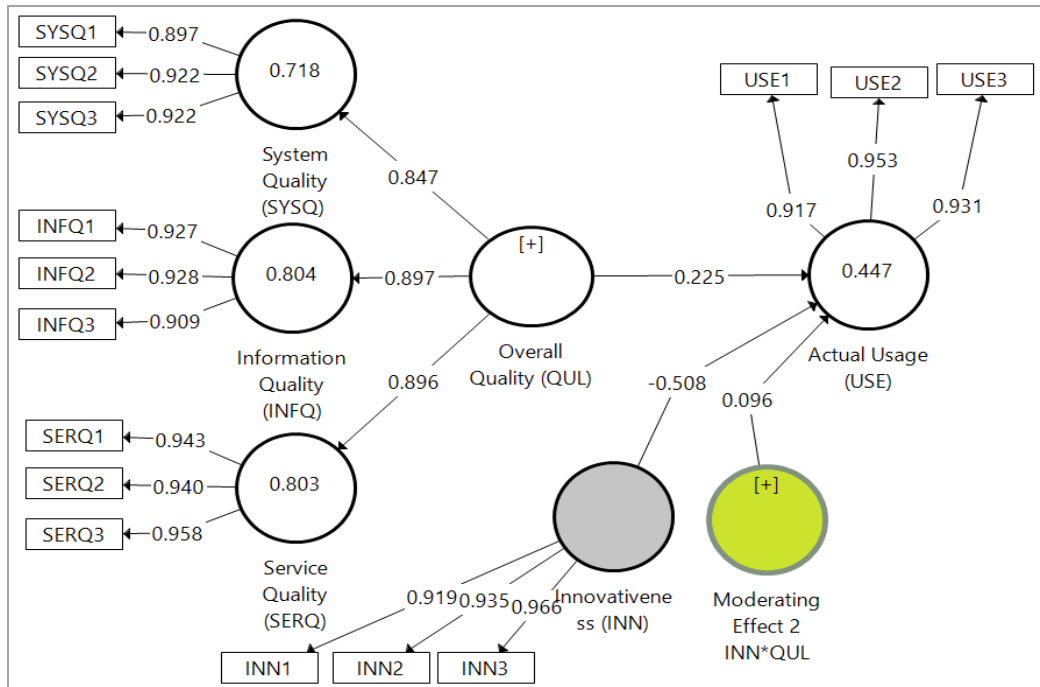 SYSQ1
0.897
SYSQ2
0.922
SYSQ3
0.922
0.718
System
Quality
(SYSQ)
0.847
INFQ1
0.927
INFQ2
0.928
INFQ3
0.909
0.804
Information
Quality
(INFQ)
0.897
SERQ1
0.943
SERQ2
0.940
SERQ3
0.958
0.803
Service
Quality
(SERQ)
0.896
[+]
Overall
Quality (QUL)
0.225
USE1
USE2
USE3
0.917
0.953
0.931
0.447
Actual Usage
(USE)
-0.508
0.096
Innovativene
ss (INN)
0.919
0.935
0.966
INN1
INN2
INN3
[+]
Moderating
Effect 2
INN*QUL